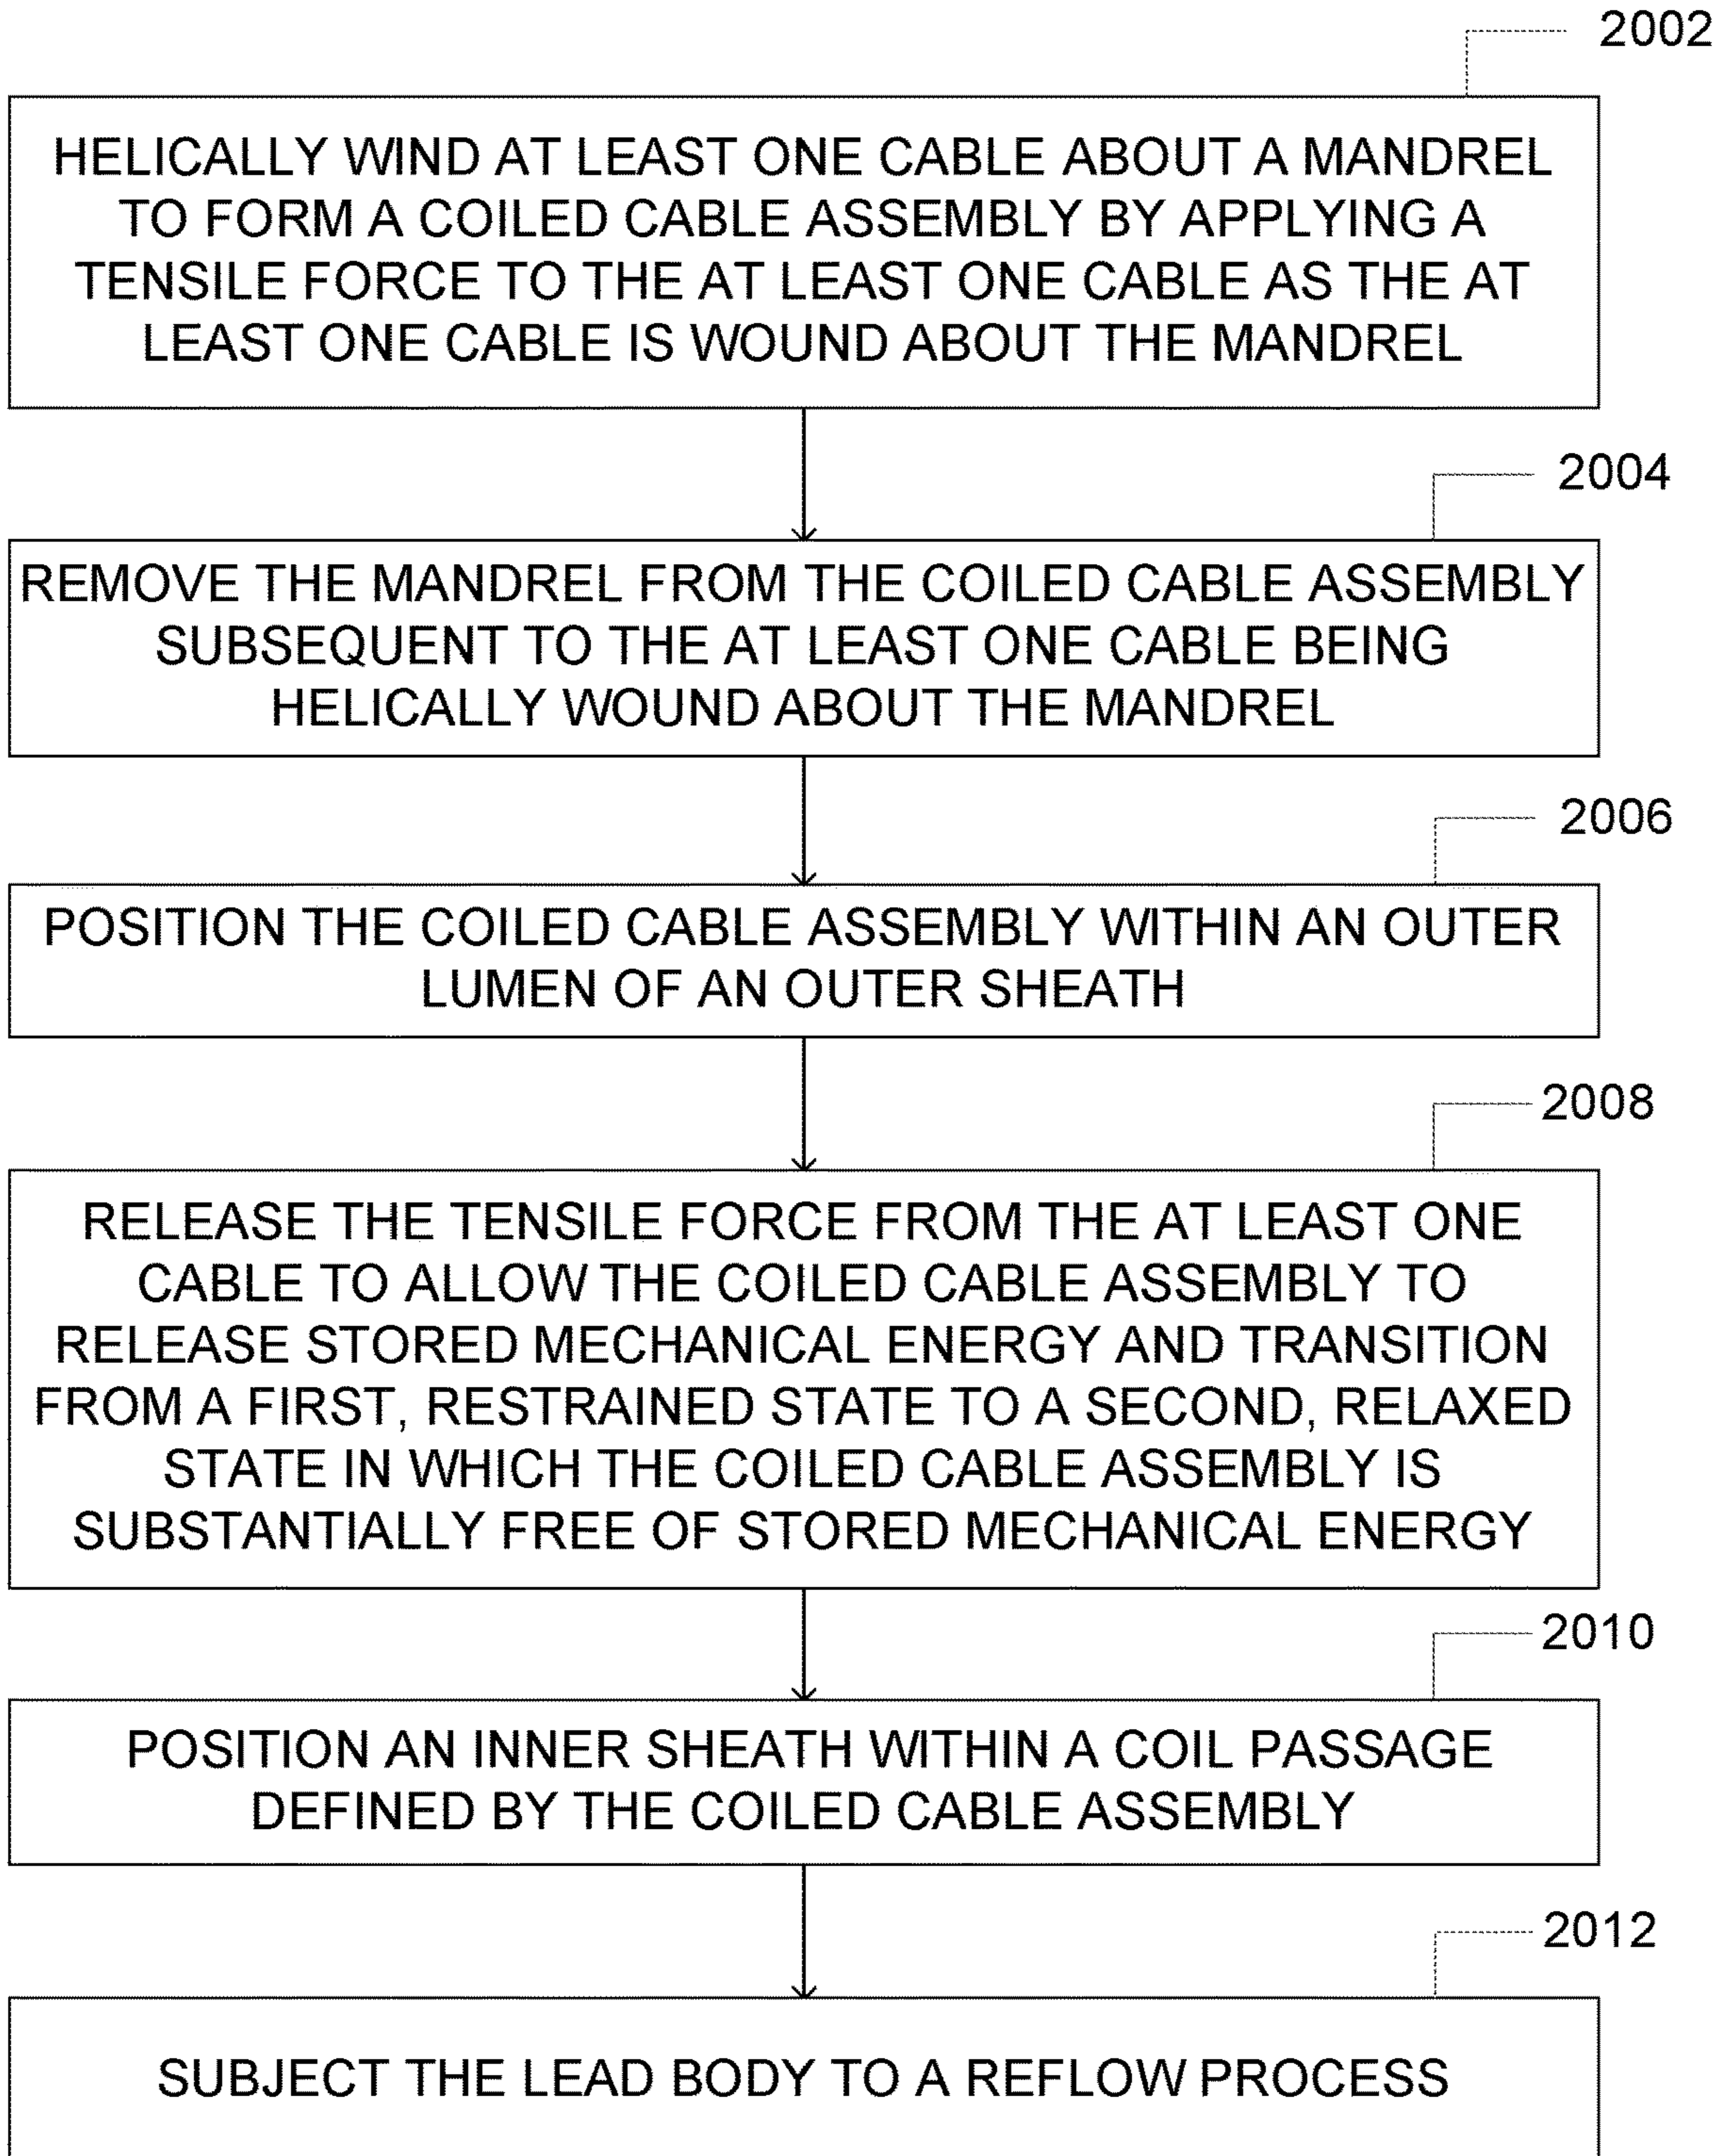 2002
HELICALLY WIND AT LEAST ONE CABLE ABOUT A MANDREL
TO FORM A COILED CABLE ASSEMBLY BY APPLYING A
TENSILE FORCE TO THE AT LEAST ONE CABLE AS THE AT
LEAST ONE CABLE IS WOUND ABOUT THE MANDREL
2004
REMOVE THE MANDREL FROM THE COILED CABLE ASSEMBLY
SUBSEQUENT TO THE AT LEAST ONE CABLE BEING
HELICALLY WOUND ABOUT THE MANDREL
2006
POSITION THE COILED CABLE ASSEMBLY WITHIN AN OUTER
LUMEN OF AN OUTER SHEATH
2008
RELEASE THE TENSILE FORCE FROM THE AT LEAST ONE
CABLE TO ALLOW THE COILED CABLE ASSEMBLY TO
RELEASE STORED MECHANICAL ENERGY AND TRANSITION
FROM A FIRST, RESTRAINED STATE TO A SECOND, RELAXED
STATE IN WHICH THE COILED CABLE ASSEMBLY IS
SUBSTANTIALLY FREE OF STORED MECHANICAL ENERGY
2010
POSITION AN INNER SHEATH WITHIN A COIL PASSAGE
DEFINED BY THE COILED CABLE ASSEMBLY
2012
SUBJECT THE LEAD BODY TO A REFLOW PROCESS